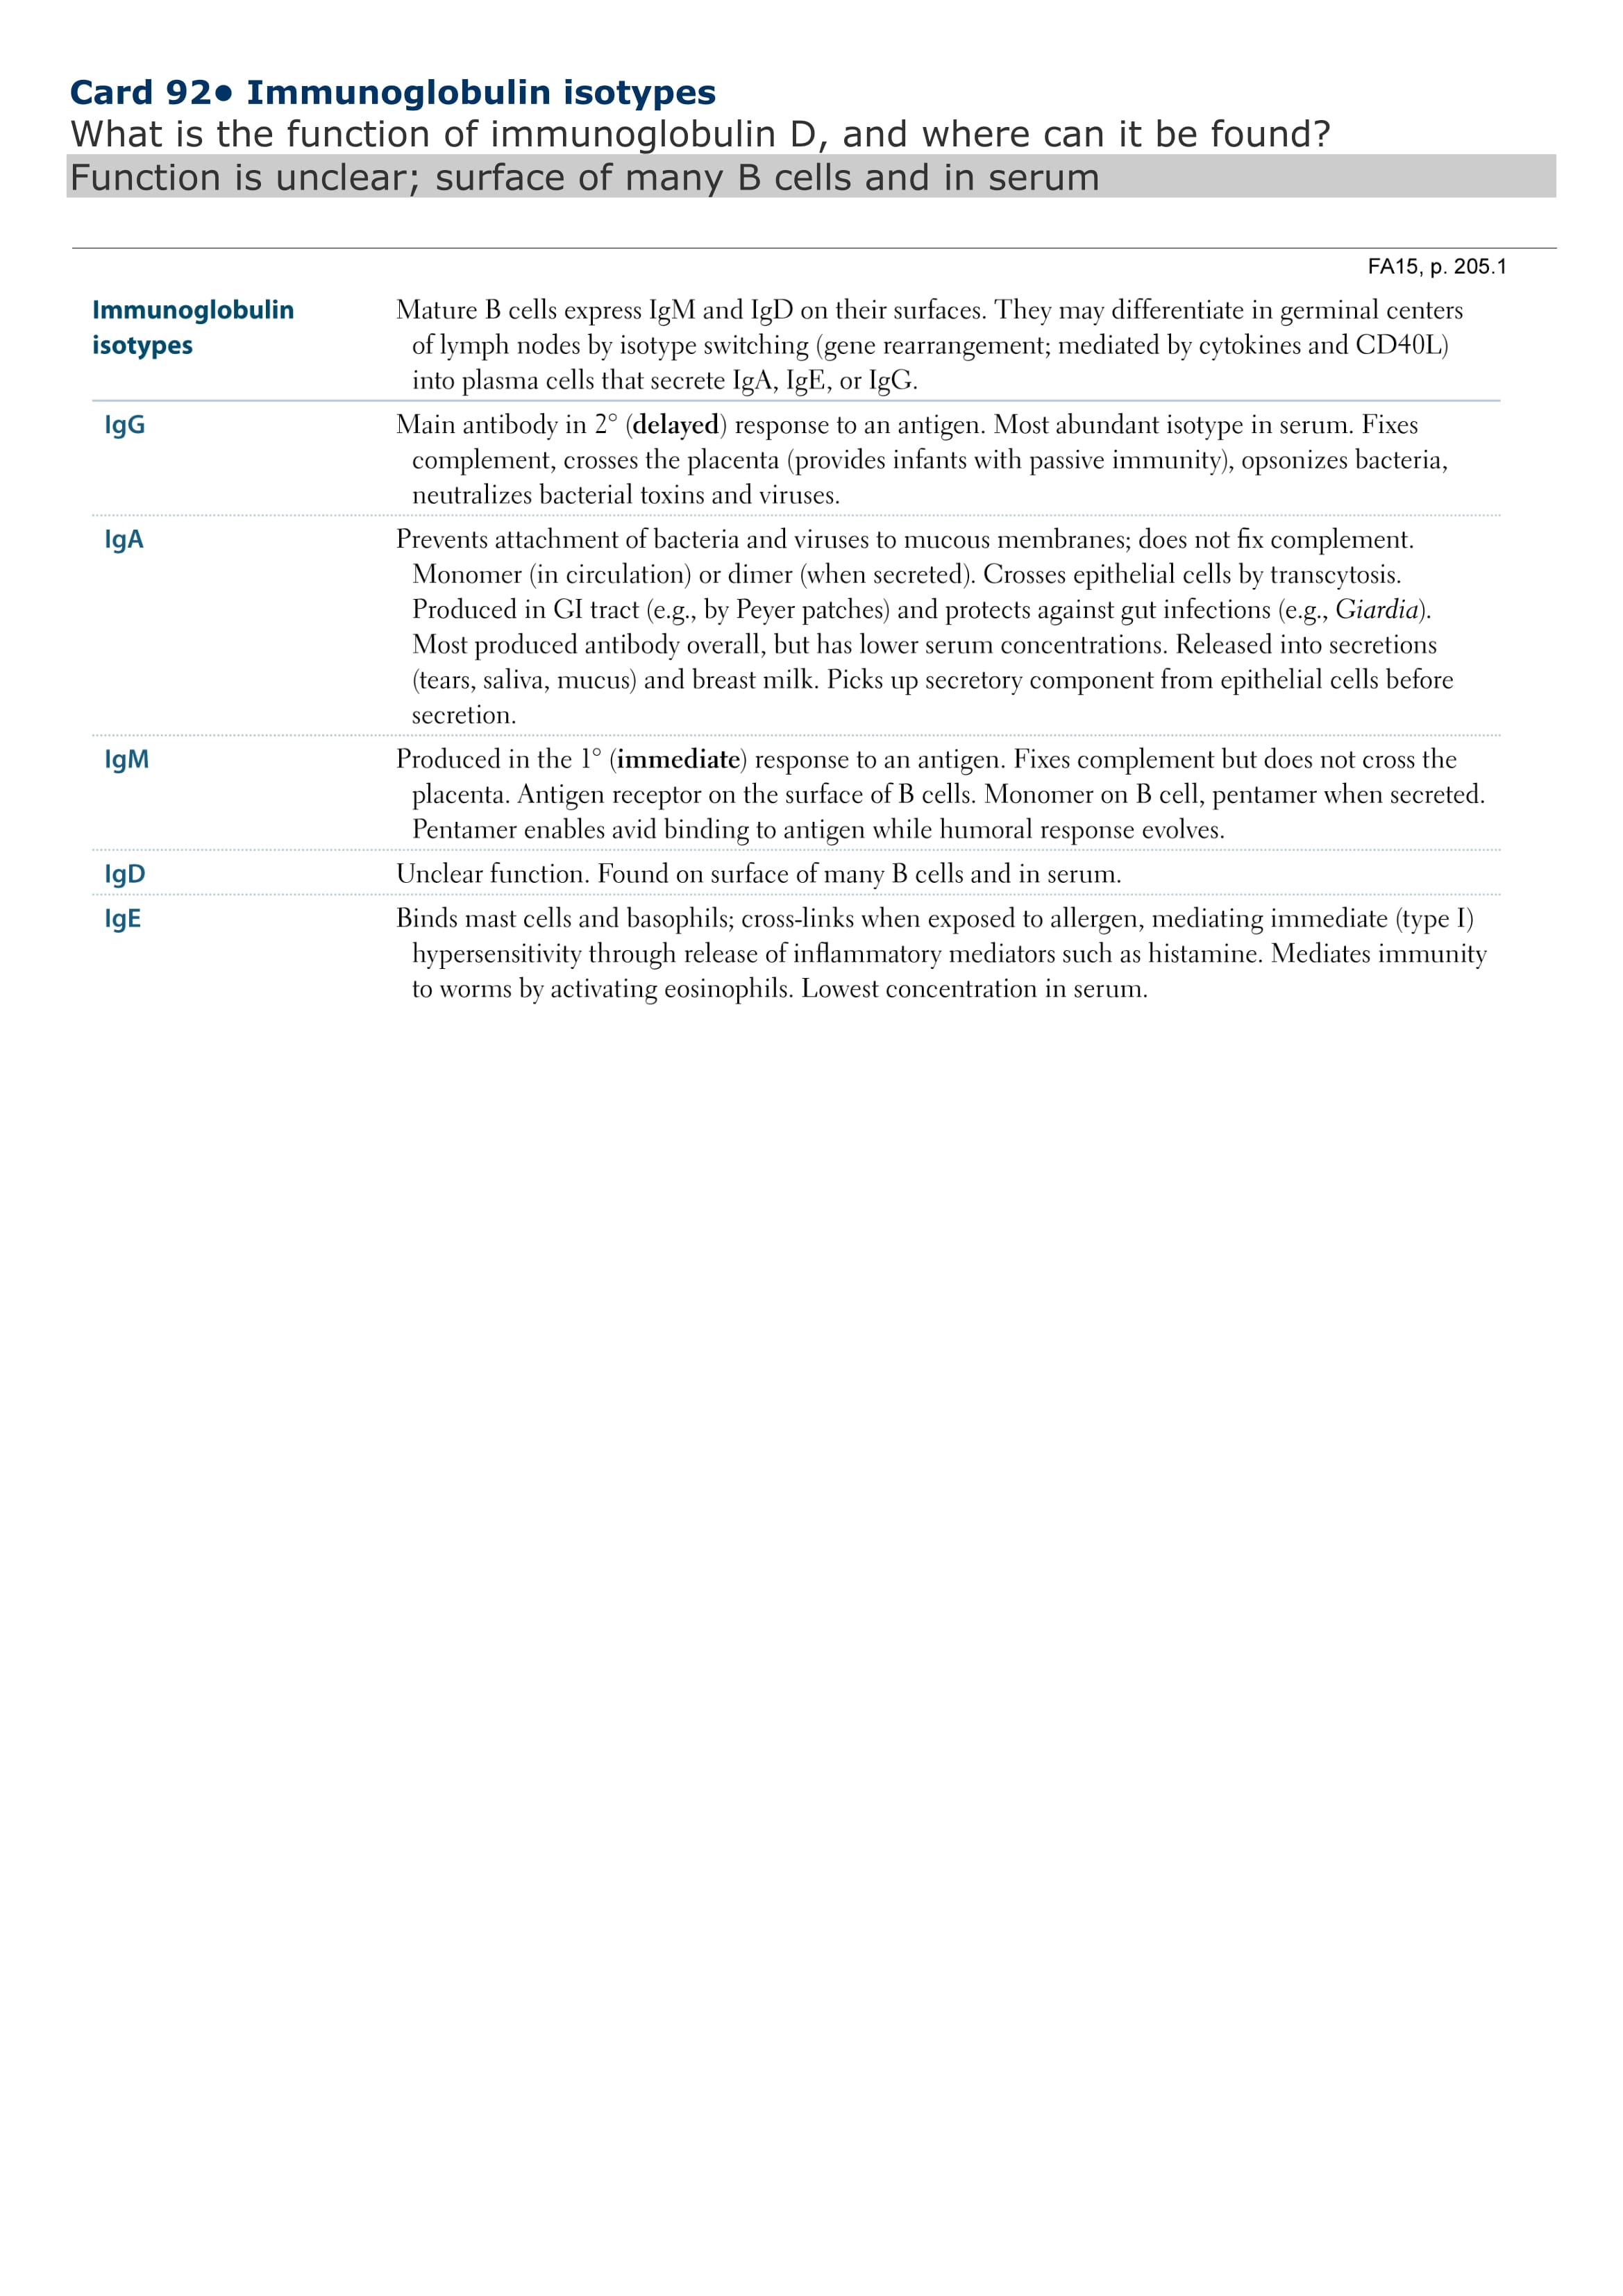 Card 92● Immunoglobulin isotypes
What is the function of immunoglobulin D, and where can it be found?
Function is unclear; surface of many B cells and in serum
FA15, p. 205.1
Immunoglobulin isotypes
Mature B cells express IgM and IgD on their surfaces. They may differentiate in germinal centers
of lymph nodes by isotype switching (gene rearrangement; mediated by cytokines and CD40L)
into plasma cells that secrete IgA, IgE, or IgG.
IgG
Main antibody in 2° (delayed) response to an antigen. Most abundant isotype in serum. Fixes
complement, crosses the placenta (provides infants with passive immunity), opsonizes bacteria,
neutralizes bacterial toxins and viruses.
IgA
Prevents attachment of bacteria and viruses to mucous membranes; does not fix complement.
Monomer (in circulation) or dimer (when secreted). Crosses epithelial cells by transcytosis.
Produced in GI tract (e.g., by Peyer patches) and protects against gut infections (e.g., Giardia).
Most produced antibody overall, but has lower serum concentrations. Released into secretions
(tears, saliva, mucus) and breast milk. Picks up secretory component from epithelial cells before
secretion.
IgM
Produced in the 1° (immediate) response to an antigen. Fixes complement but does not cross the
placenta. Antigen receptor on the surface of B cells. Monomer on B cell, pentamer when secreted.
Pentamer enables avid binding to antigen while humoral response evolves.
IgD
Unclear function. Found on surface of many B cells and in serum.
IgE
Binds mast cells and basophils; cross-links when exposed to allergen, mediating immediate (type I)
hypersensitivity through release of inflammatory mediators such as histamine. Mediates immunity
to worms by activating eosinophils. Lowest concentration in serum.